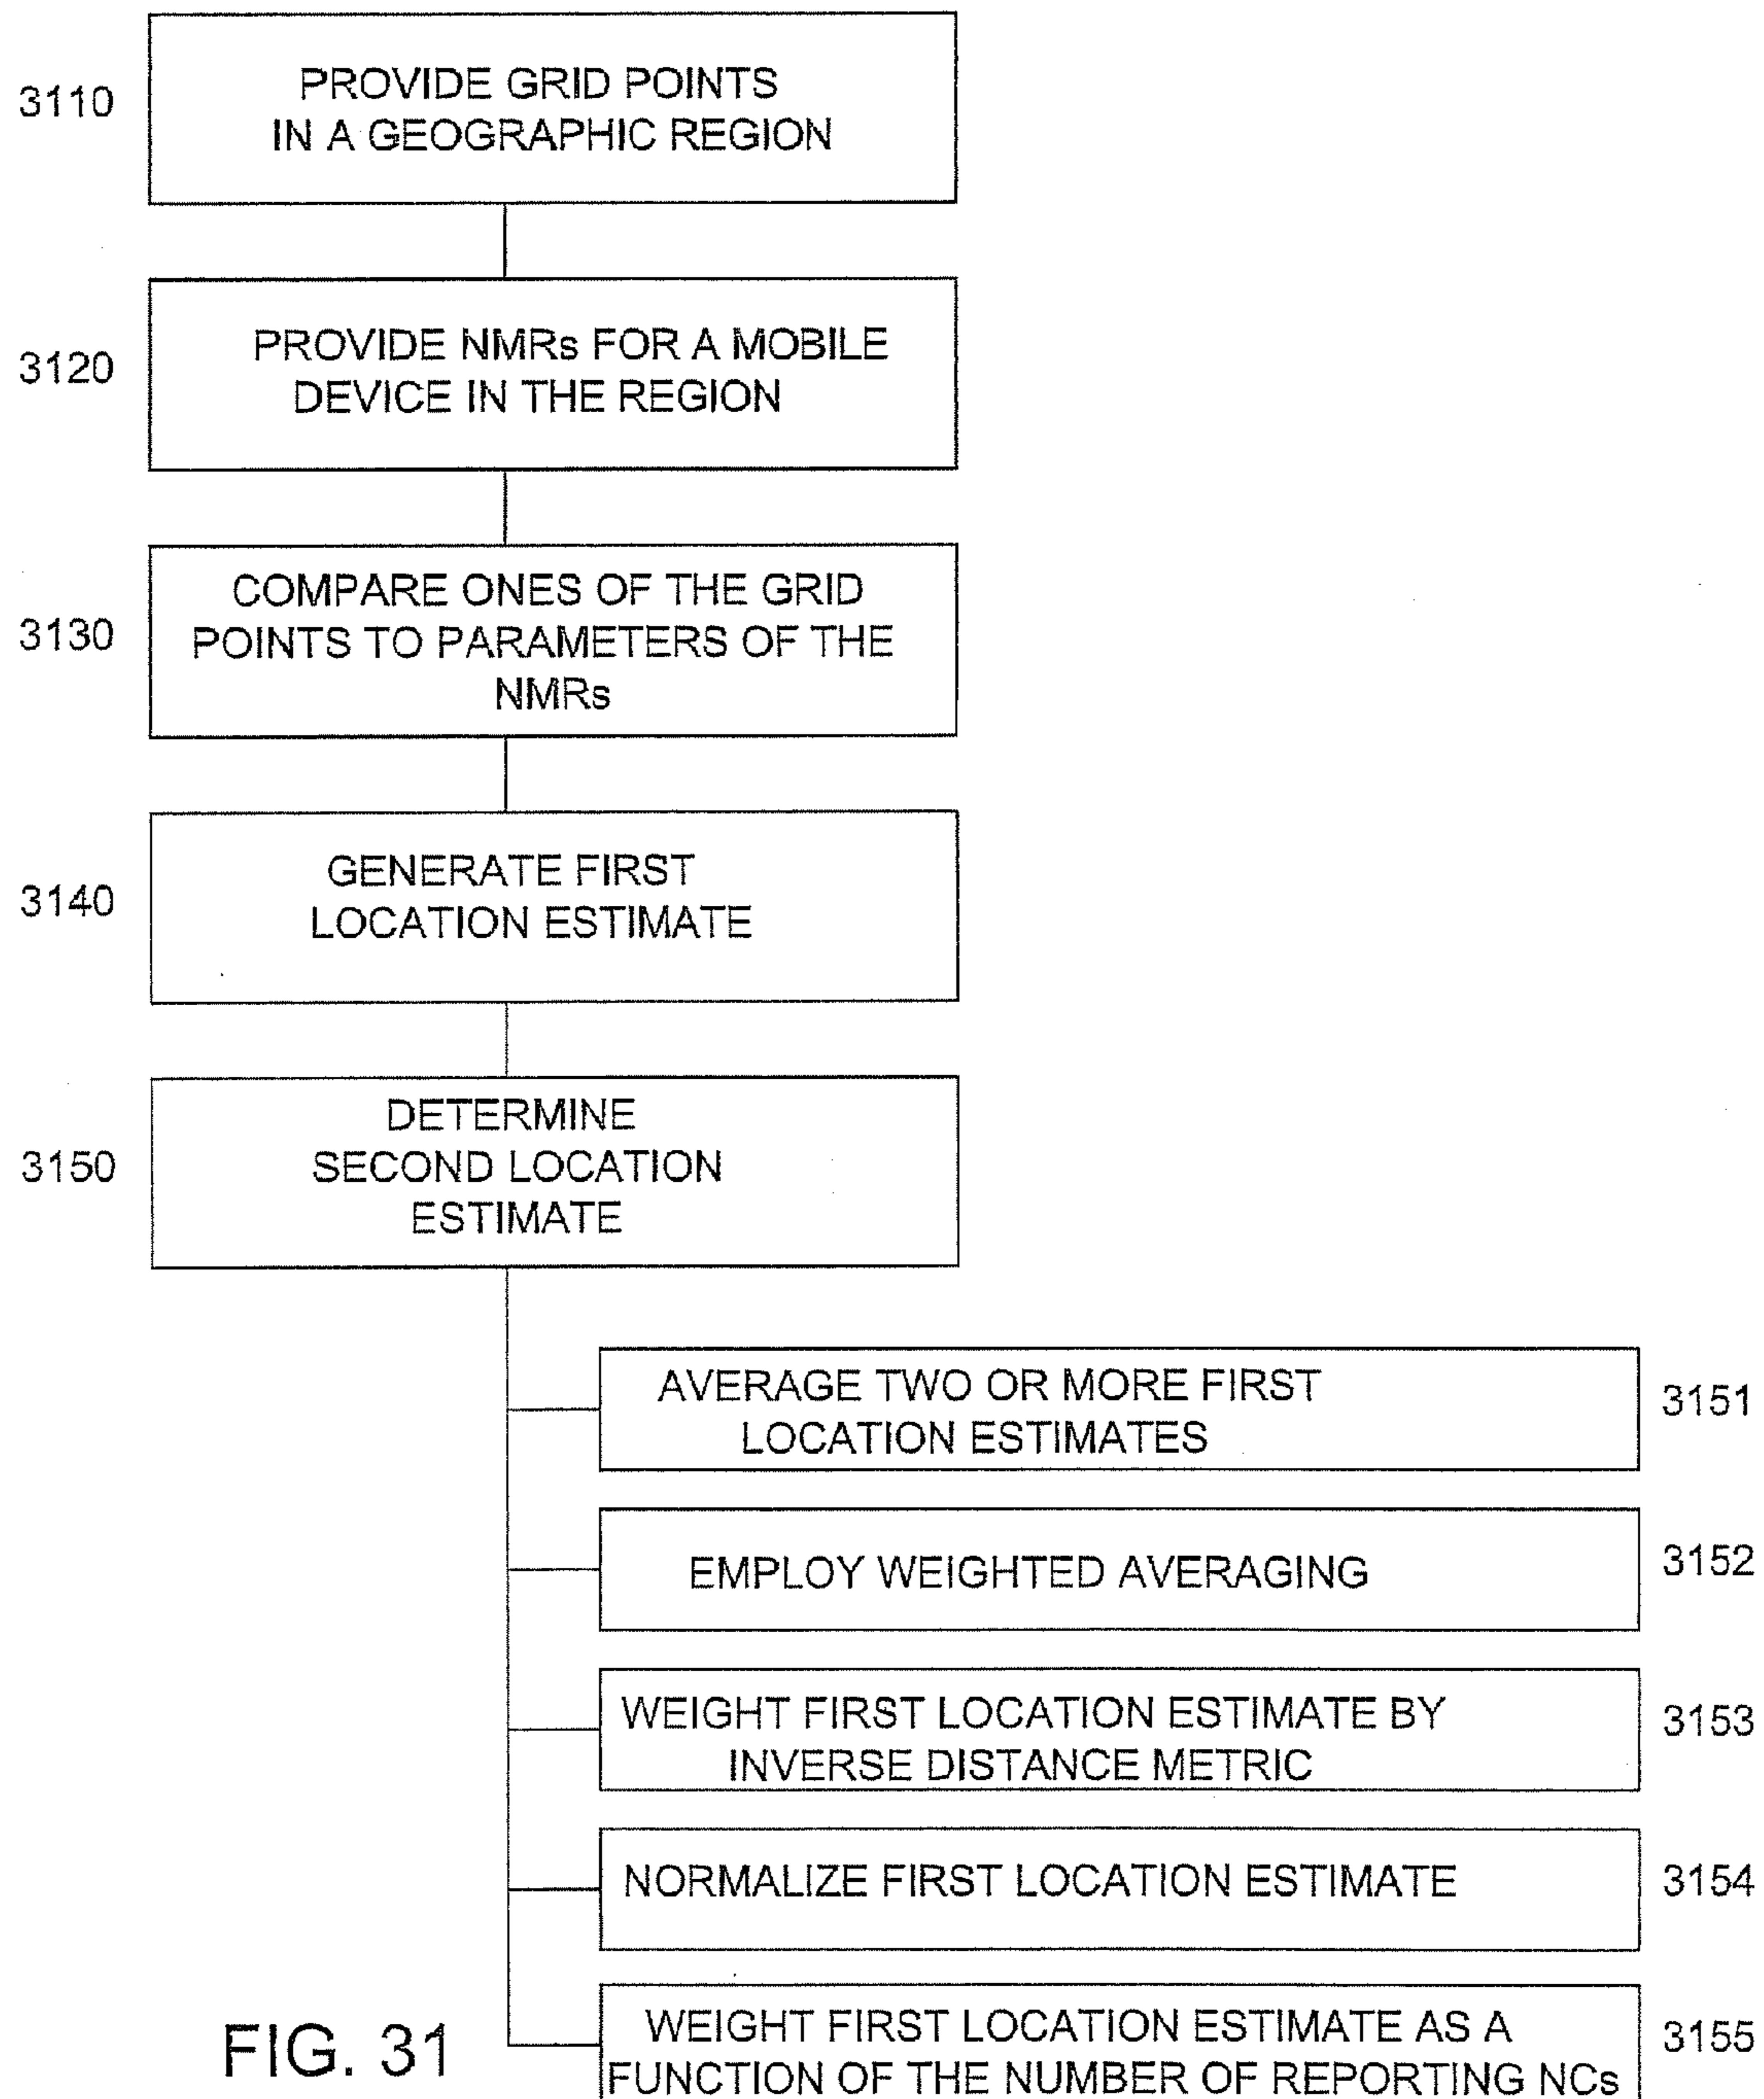 3110
PROVIDE GRID POINTS
IN A GEOGRAPHIC REGION
3120
PROVIDE NMRs FOR A MOBILE
DEVICE IN THE REGION
3130
COMPARE ONES OF THE GRID
POINTS TO PARAMETERS OF THE
NMRs
3140
GENERATE FIRST
LOCATION ESTIMATE
3150
DETERMINE
SECOND LOCATION
ESTIMATE
AVERAGE TWO OR MORE FIRST
LOCATION ESTIMATES
3151
EMPLOY WEIGHTED AVERAGING
3152
WEIGHT FIRST LOCATION ESTIMATE BY
INVERSE DISTANCE METRIC
3153
NORMALIZE FIRST LOCATION ESTIMATE
3154
WEIGHT FIRST LOCATION ESTIMATE AS A
FUNCTION OF THE NUMBER OF REPORTING NCs
3155
FIG. 31